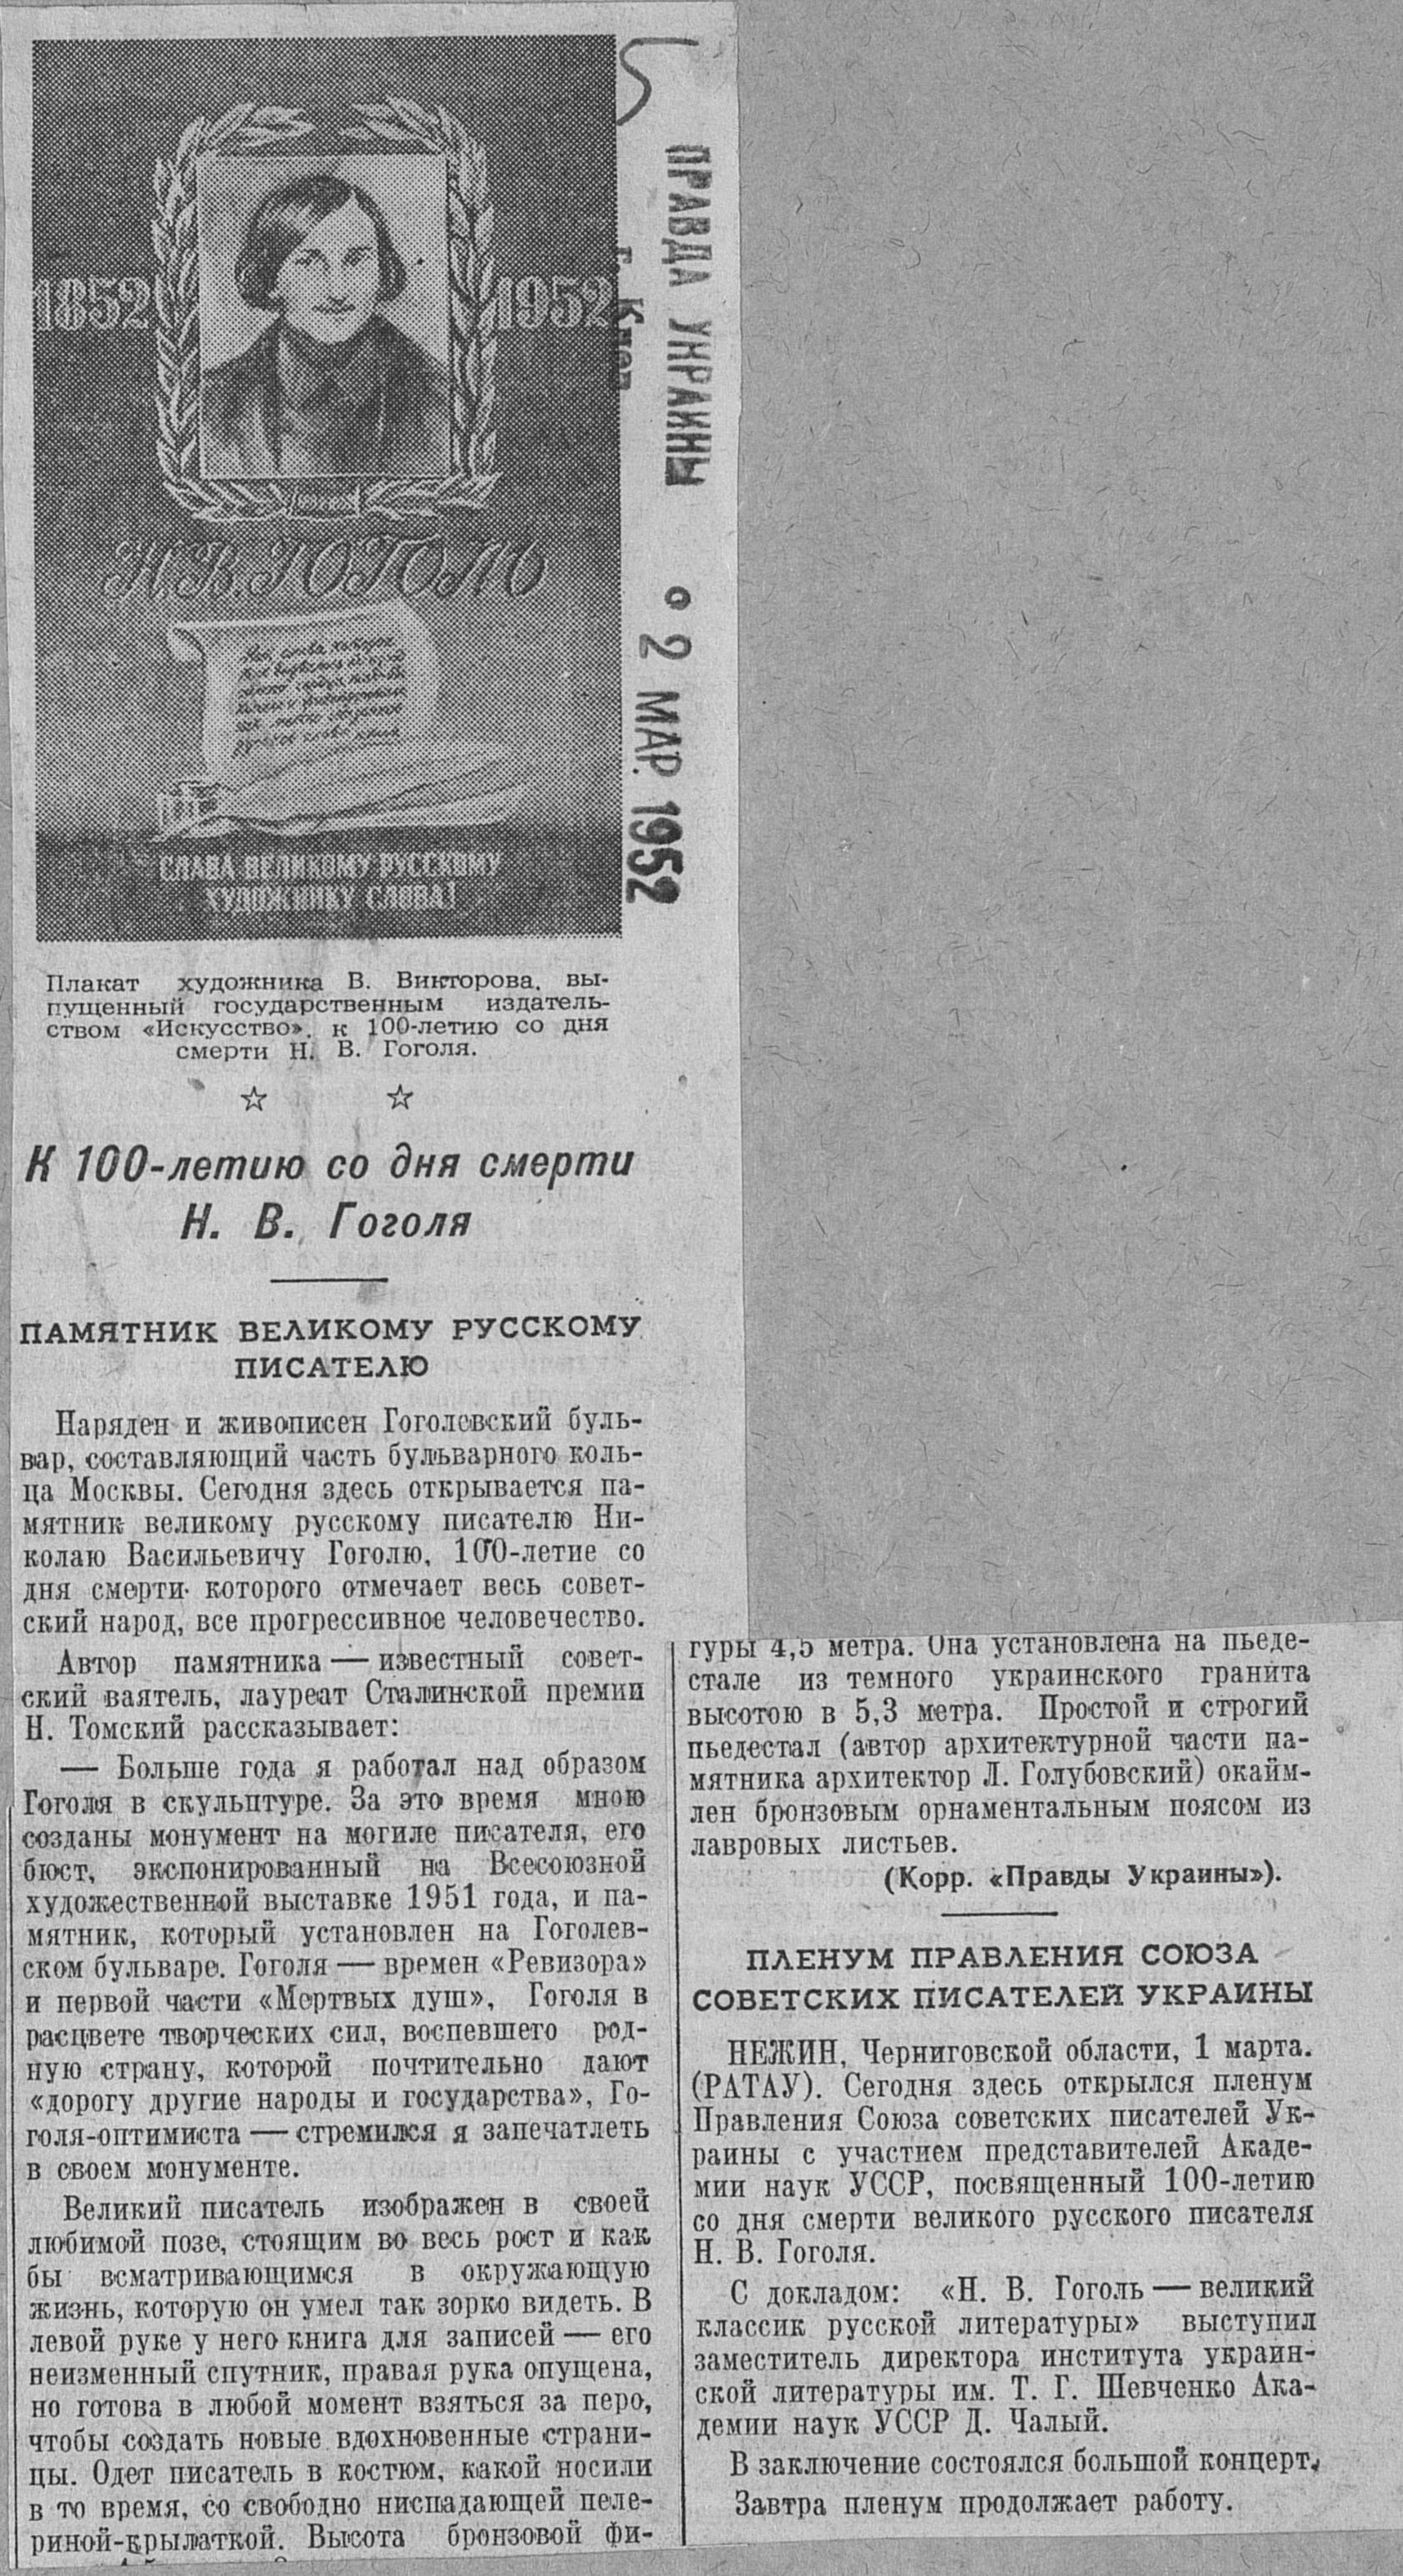 5
ПРАВДА УКРАИНЫ
г. Киев
2 МАР. 1952
1852 1952
Н. В. ГОГОЛЬ
СЛАВА ВЕЛИКОМУ РУССКОМУ
ХУДОЖНИКУ СЛОВА!
Плакат художника В. Викторова, вы-
пущенный государственным издатель-
ством «Искусство», к 100-летию со дня
смерти Н. В. Гоголя.
☆ ☆
К 100-летию со дня смерти
Н. В. Гоголя
ПАМЯТНИК ВЕЛИКОМУ РУССКОМУ
ПИСАТЕЛЮ
Наряден и живописен Гоголевский буль-
вар, составляющий часть бульварного коль-
ца Москвы. Сегодня здесь открывается па-
мятник великому русскому писателю Ни-
колаю Васильевичу Гоголю, 100-летие со
дня смерти которого отмечает весь совет-
ский народ, все прогрессивное человечество.
Автор памятника — известный совет-
ский ваятель, лауреат Сталинской премии
Н. Томский рассказывает:
— Больше года я работал над образом
Гоголя в скульптуре. За это время мною
созданы монумент на могиле писателя, его
бюст, экспонированный на Всесоюзной
художественной выставке 1951 года, и па-
мятник, который установлен на Гоголев-
ском бульваре. Гоголя — времен «Ревизора»
и первой части «Мертвых душ», Гоголя в
расцвете творческих сил, воспевшего род-
ную страну, которой почтительно дают
«дорогу другие народы и государства», Го-
голя-оптимиста — стремился я запечатлеть
в своем монументе.
Великий писатель изображен в своей
любимой позе, стоящим во весь рост и как
бы всматривающимся в окружающую
жизнь, которую он умел так зорко видеть. В
левой руке у него книга для записей — его
неизменный спутник, правая рука опущена,
но готова в любой момент взяться за перо,
чтобы создать новые вдохновенные страни-
цы. Одет писатель в костюм, какой носили
в то время, со свободно ниспадающей пеле-
риной-крылаткой. Высота бронзовой фи-
гуры 4,5 метра. Она установлена на пьеде-
стале из темного украинского гранита
высотою в 5,3 метра. Простой и строгий
пьедестал (автор архитектурной части па-
мятника архитектор Л. Голубовский) окайм-
лен бронзовым орнаментальным поясом из
лавровых листьев.
(Корр. «Правды Украины»).
ПЛЕНУМ ПРАВЛЕНИЯ СОЮЗА
СОВЕТСКИХ ПИСАТЕЛЕЙ УКРАИНЫ
НЕЖИН, Черниговской области, 1 марта.
(РАТАУ). Сегодня здесь открылся пленум
Правления Союза советских писателей Ук-
раины с участием представителей Акаде-
мии наук УССР, посвященный 100-летию
со дня смерти великого русского писателя
Н. В. Гоголя.
С докладом: «Н. В. Гоголь — великий
классик русской литературы» выступил
заместитель директора института украин-
ской литературы им. Т. Г. Шевченко Ака-
демии наук УССР Д. Чалый.
В заключение состоялся большой концерт.
Завтра пленум продолжает работу.